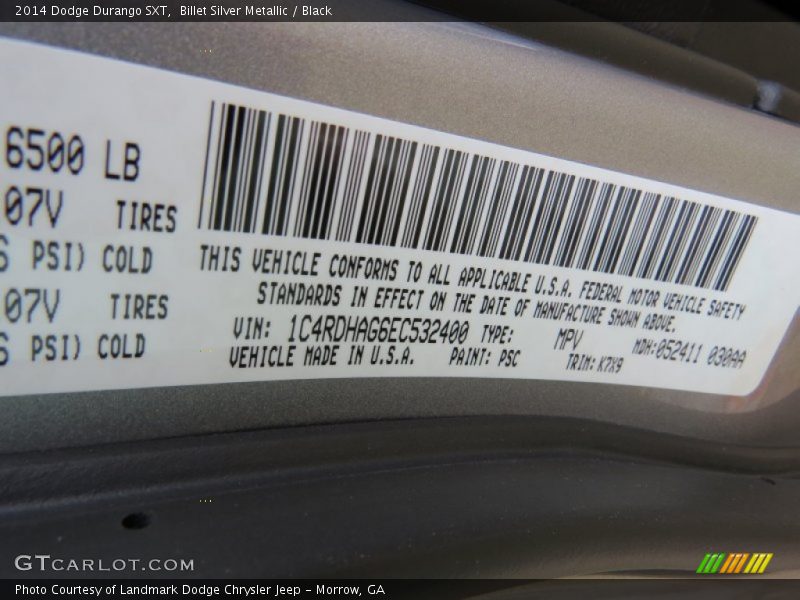 2014 Dodge Durango SXT,  Billet Silver Metallic / Black
6500 LB
07V TIRES
PSI) COLD
07V TIRES
PSI) COLD
THIS VEHICLE CONFORMS TO ALL APPLICABLE U.S.A. FEDERAL MOTOR VEHICLE SAFETY
STANDARDS IN EFFECT ON THE DATE OF MANUFACTURE SHOWN ABOVE.
VIN: 1C4RDHAG6EC532400 TYPE: MPV MDH:052411 030AA
VEHICLE MADE IN U.S.A. PAINT: PSC TRIM: K7X9
GTCARLOT.COM
Photo Courtesy of Landmark Dodge Chrysler Jeep - Morrow, GA